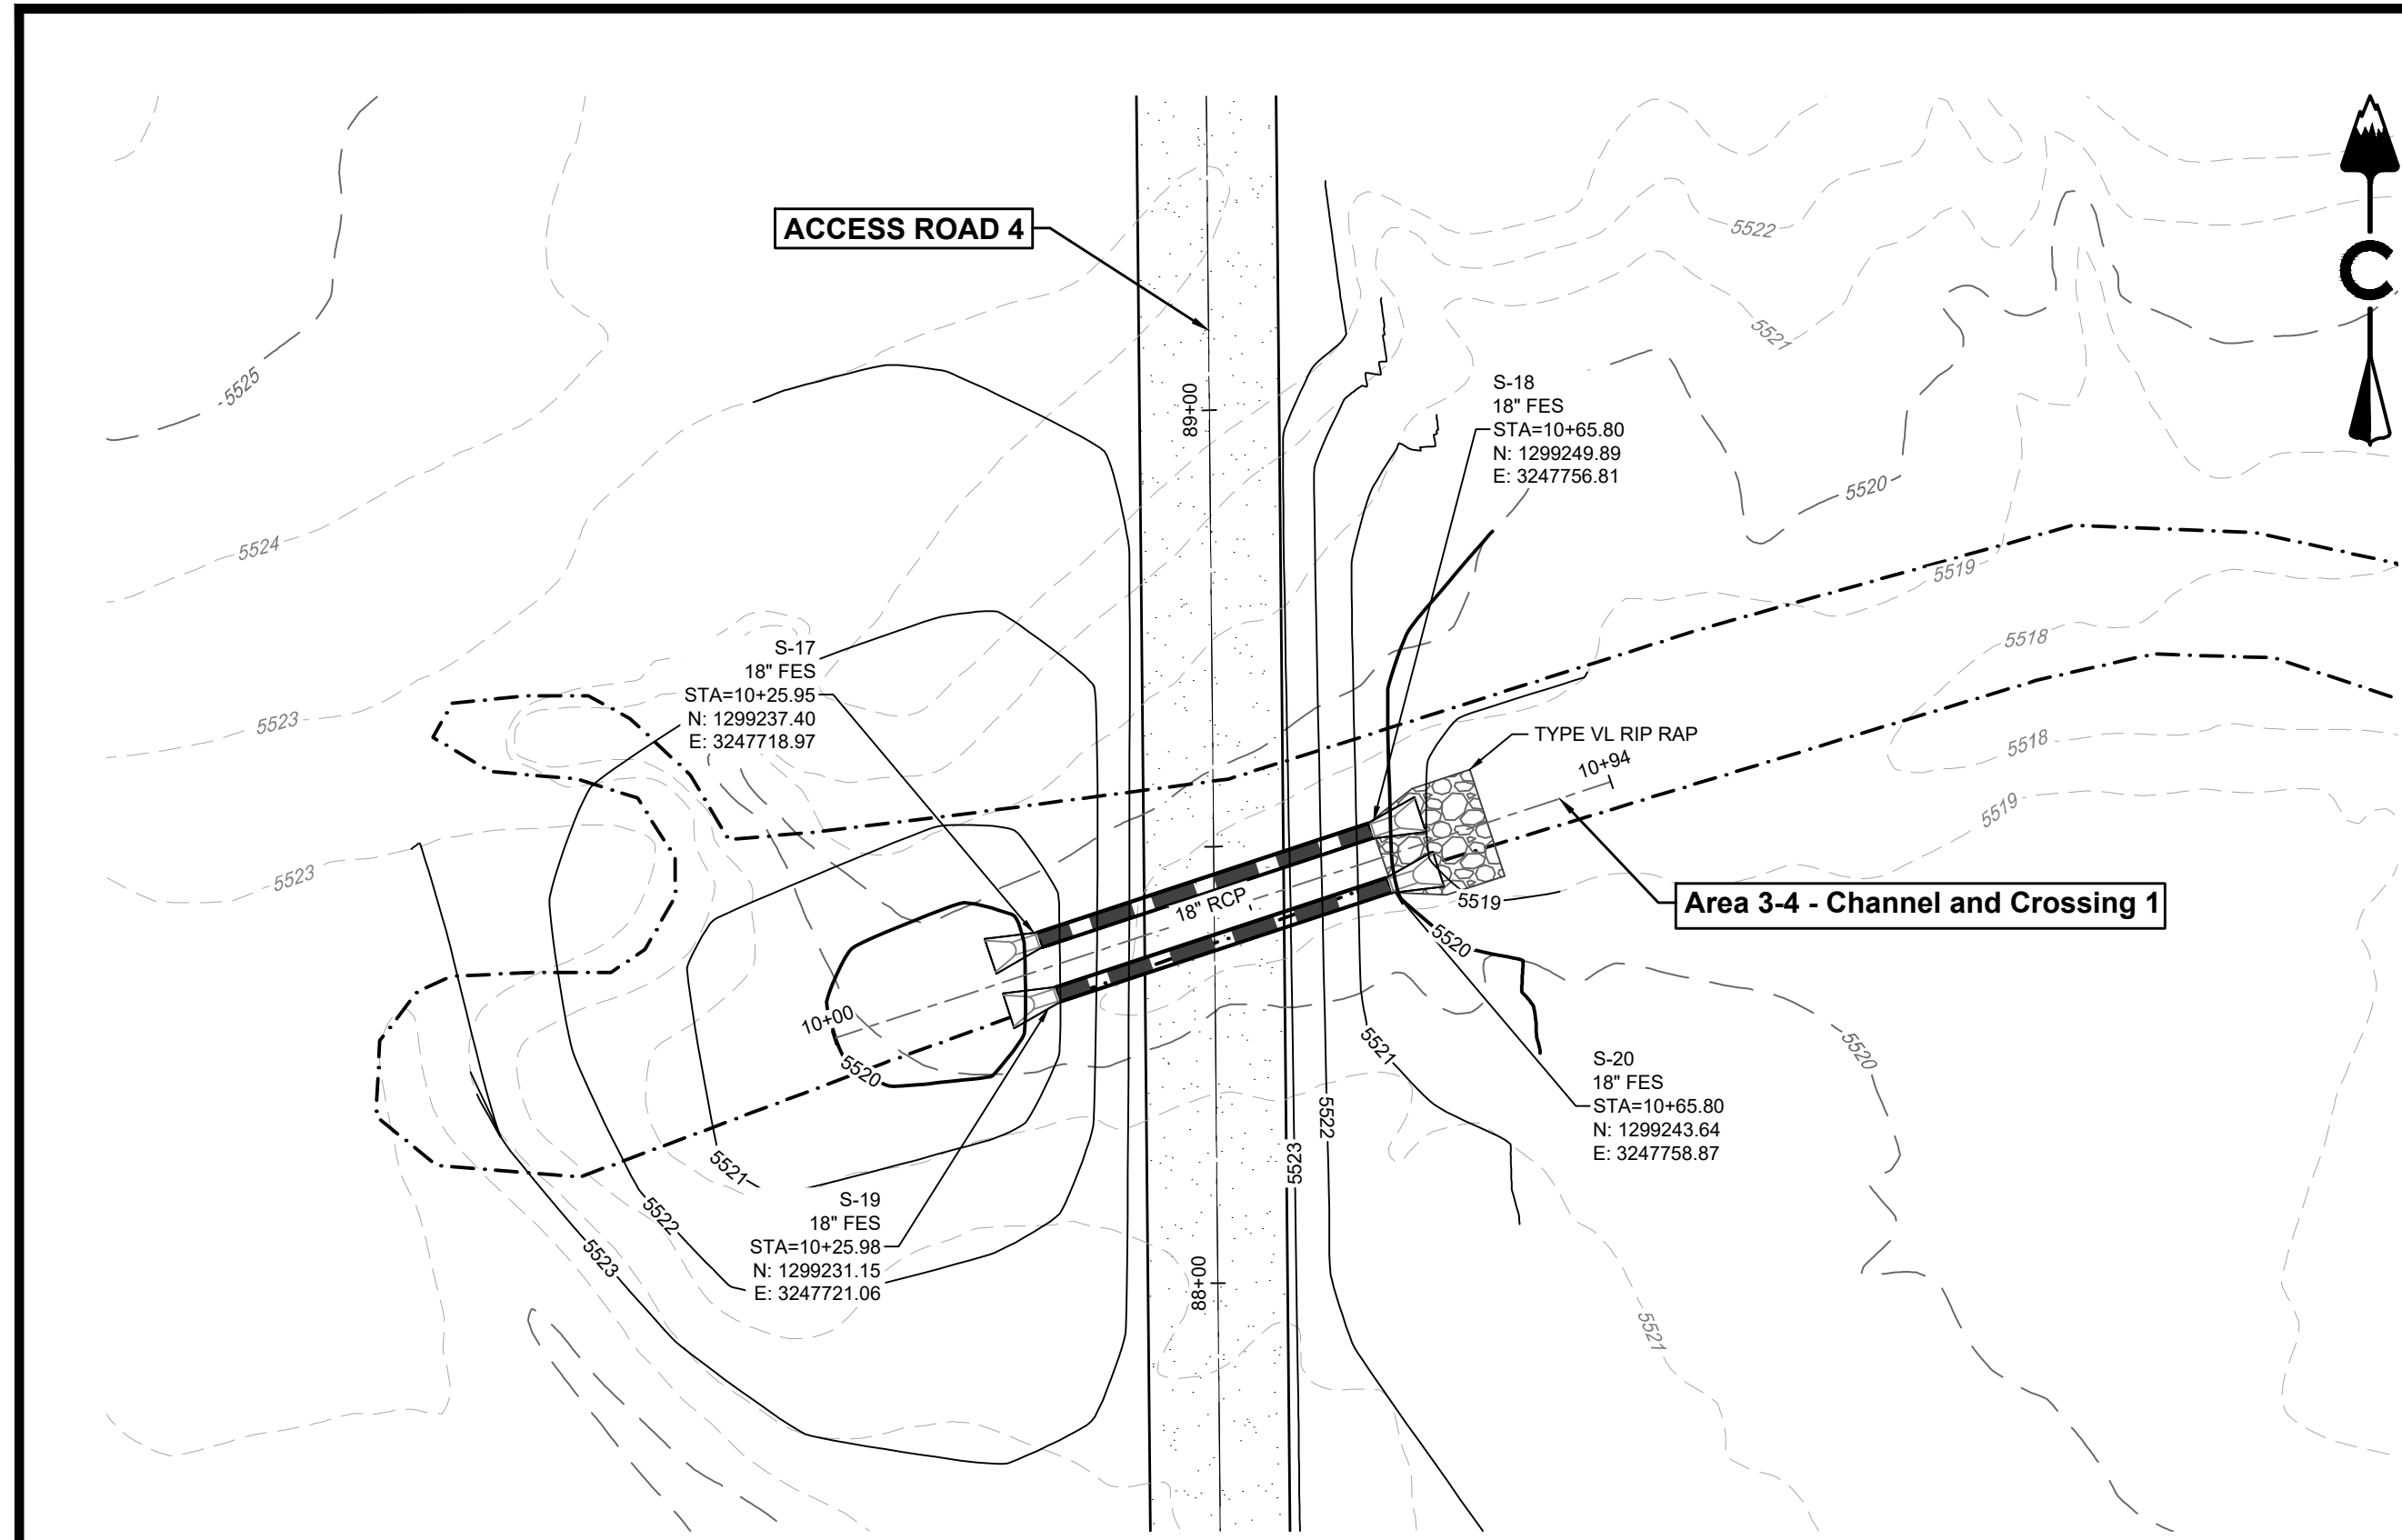 ACCESS ROAD 4
C
5522
5521
5525
89+00
S-18
18" FES
STA=10+65.80
N: 1299249.89
E: 3247756.81
5520
5524
5519
5518
S-17
18" FES
STA=10+25.95
N: 1299237.40
E: 3247718.97
5523
TYPE VL RIP RAP
5518
10+94
5519
5523
18" RCP
5519
Area 3-4 - Channel and Crossing 1
5520
10+00
5520
5521
5520
S-20
18" FES
STA=10+65.80
N: 1299243.64
E: 3247758.87
5522
5523
5521
S-19
18" FES
STA=10+25.98
N: 1299231.15
E: 3247721.06
5522
5523
88+00
5521